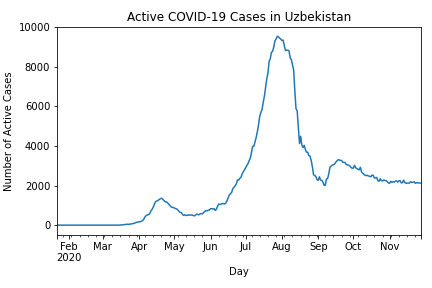 Active COVID-19 Cases in Uzbekistan
10000
8000
6000
4000
2000
0
Number of Active Cases
Feb Mar Apr May Jun Jul Aug Sep Oct Nov
2020
Day